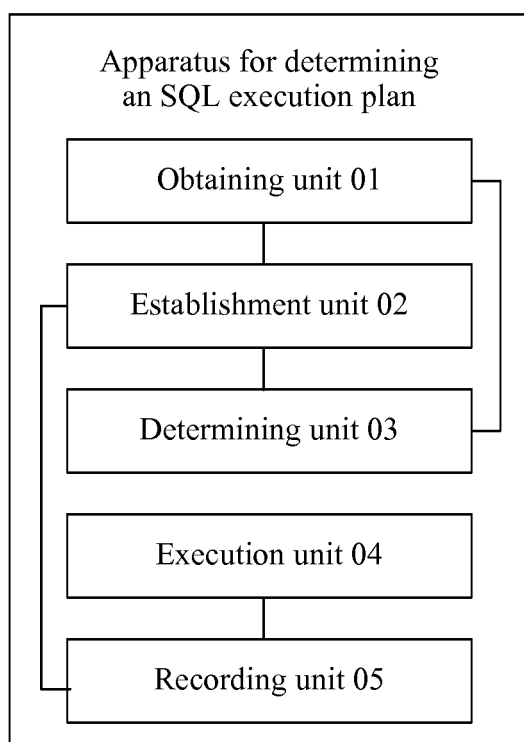 Apparatus for determining
an SQL execution plan
Obtaining unit 01
Establishment unit 02
Determining unit 03
Execution unit 04
Recording unit 05